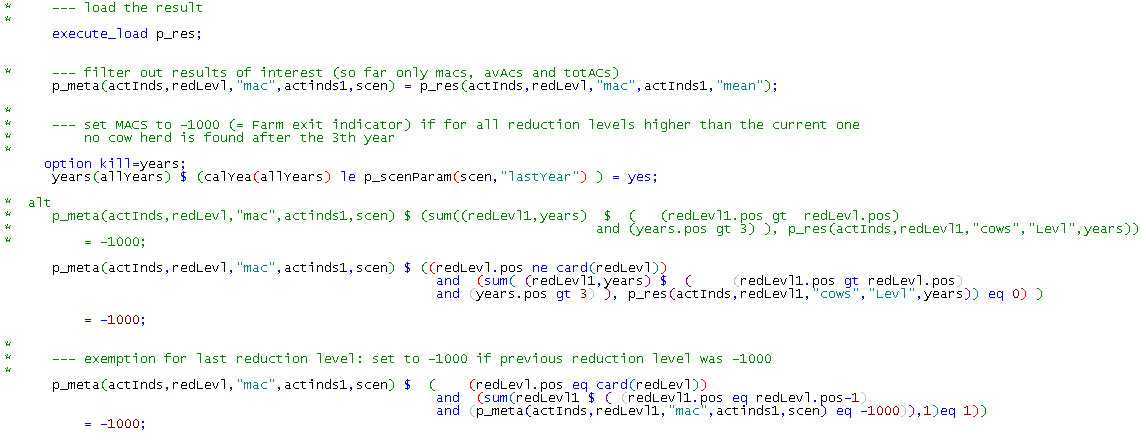 *     --- load the result
*
      execute_load p_res;
*     --- filter out results of interest (so far only macs, avAcs and totACs)
      p_meta(actInds,redLevl,"mac",actinds1,scen) = p_res(actInds,redLevl,"mac",actInds1,"mean");
*
*     --- set MACS to -1000 (= Farm exit indicator) if for all reduction levels higher than the current one
*         no cow herd is found after the 3th year
*
     option kill=years;
      years(allYears) $ (calYea(allYears) le p_scenParam(scen,"lastYear") ) = yes;
*  alt
*     p_meta(actInds,redLevl,"mac",actinds1,scen) $ (sum((redLevl1,years)  $  (   (redLevl1.pos gt  redLevl.pos)
*                                                                          and (years.pos gt 3) ), p_res(actInds,redLevl1,"cows","Levl",years))
*         = -1000;
      p_meta(actInds,redLevl,"mac",actinds1,scen) $ ((redLevl.pos ne card(redLevl))
                                                       and  (sum( (redLevl1,years) $  (     (redLevl1.pos gt redLevl.pos)
                                                       and (years.pos gt 3) ), p_res(actInds,redLevl1,"cows","Levl",years)) eq 0) )
          = -1000;
*
*     --- exemption for last reduction level: set to -1000 if previous reduction level was -1000
*
      p_meta(actInds,redLevl,"mac",actinds1,scen) $  (    (redLevl.pos eq card(redLevl))
                                                       and  (sum(redLevl1 $ ( (redLevl1.pos eq redLevl.pos-1)
                                                       and (p_meta(actInds,redLevl1,"mac",actinds1,scen) eq -1000)),1)eq 1))
          = -1000;